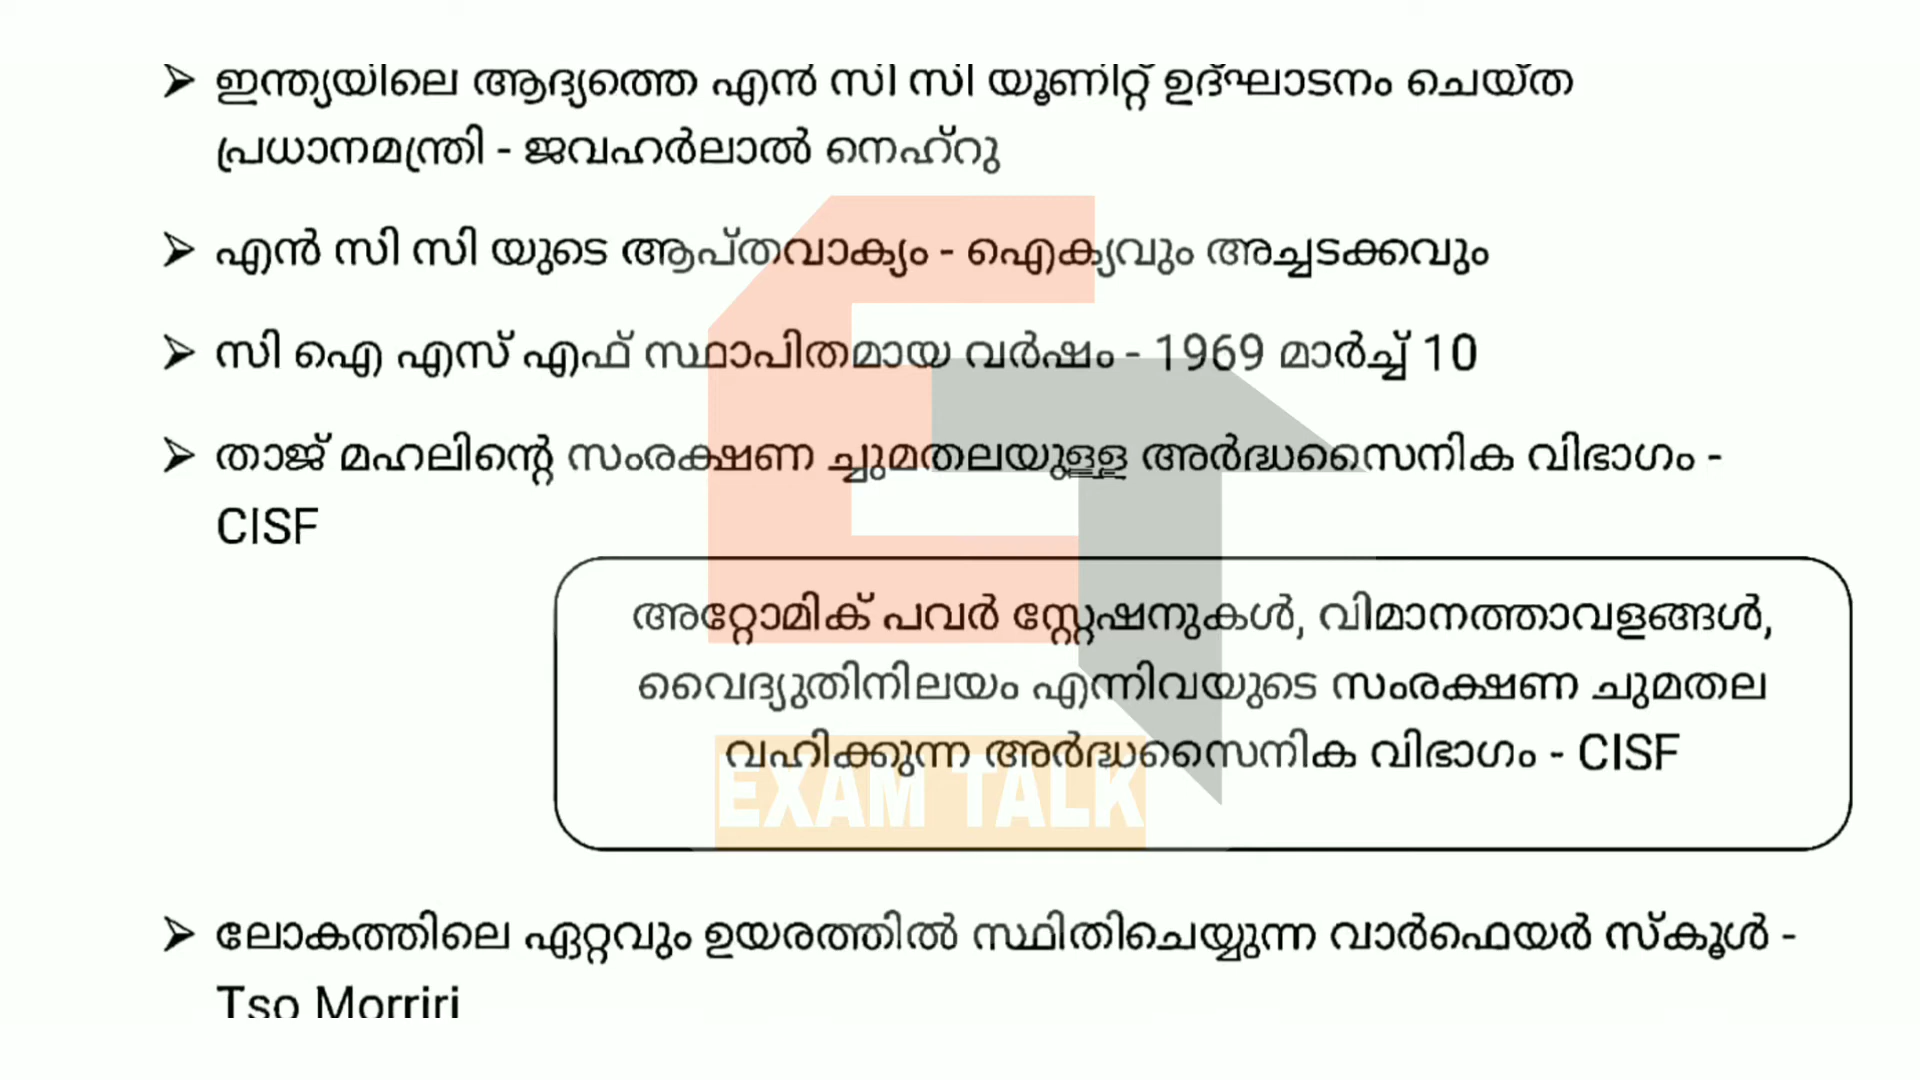 ➤ ഇന്ത്യയിലെ ആദ്യത്തെ എൻ സി സി യൂണിറ്റ് ഉദ്ഘാടനം ചെയ്ത
പ്രധാനമന്ത്രി - ജവഹർലാൽ നെഹ്റു
➤ എൻ സി സി യുടെ ആപ്തവാക്യം - ഐക്യവും അച്ചടക്കവും
➤ സി ഐ എസ് എഫ് സ്ഥാപിതമായ വർഷം - 1969 മാർച്ച് 10
➤ താജ് മഹലിന്റെ സംരക്ഷണ ച്ചുമതലയുള്ള അർദ്ധസൈനിക വിഭാഗം -
CISF
അറ്റോമിക് പവർ സ്റ്റേഷനുകൾ, വിമാനത്താവളങ്ങൾ,
വൈദ്യുതിനിലയം എന്നിവയുടെ സംരക്ഷണ ചുമതല
വഹിക്കുന്ന അർദ്ധസൈനിക വിഭാഗം - CISF
EXAM TALK
➤ ലോകത്തിലെ ഏറ്റവും ഉയരത്തിൽ സ്ഥിതിചെയ്യുന്ന വാർഫെയർ സ്കൂൾ -
Tso Morriri